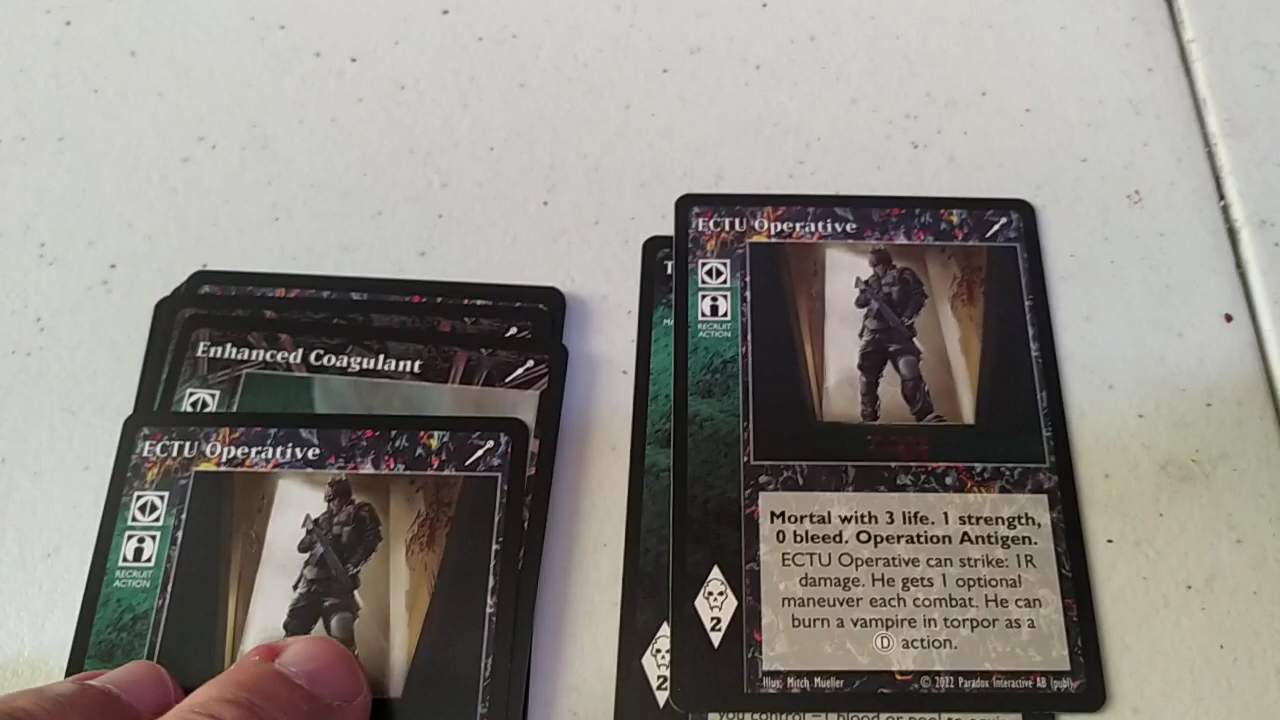 Enhanced Coagulant
ECTU Operative
RECRUIT
ACTION
ECTU Operative
RECRUIT
ACTION
2
Mortal with 3 life. 1 strength,
0 bleed. Operation Antigen.
ECTU Operative can strike: 1R
damage. He gets 1 optional
maneuver each combat. He can
burn a vampire in torpor as a
Ⓓ action.
Illus: Mitch Mueller
© 2022 Paradox Interactive AB (publ)
T
2
you control